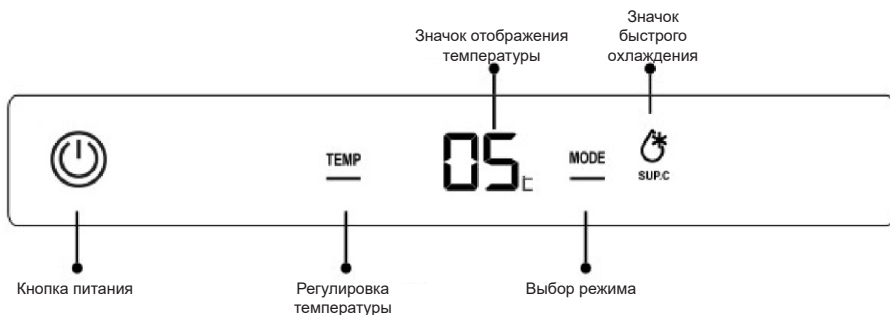 Значок отображения
температуры
Значок
быстрого
охлаждения
TEMP
05℃
MODE
SUP.C
Кнопка питания
Регулировка
температуры
Выбор режима